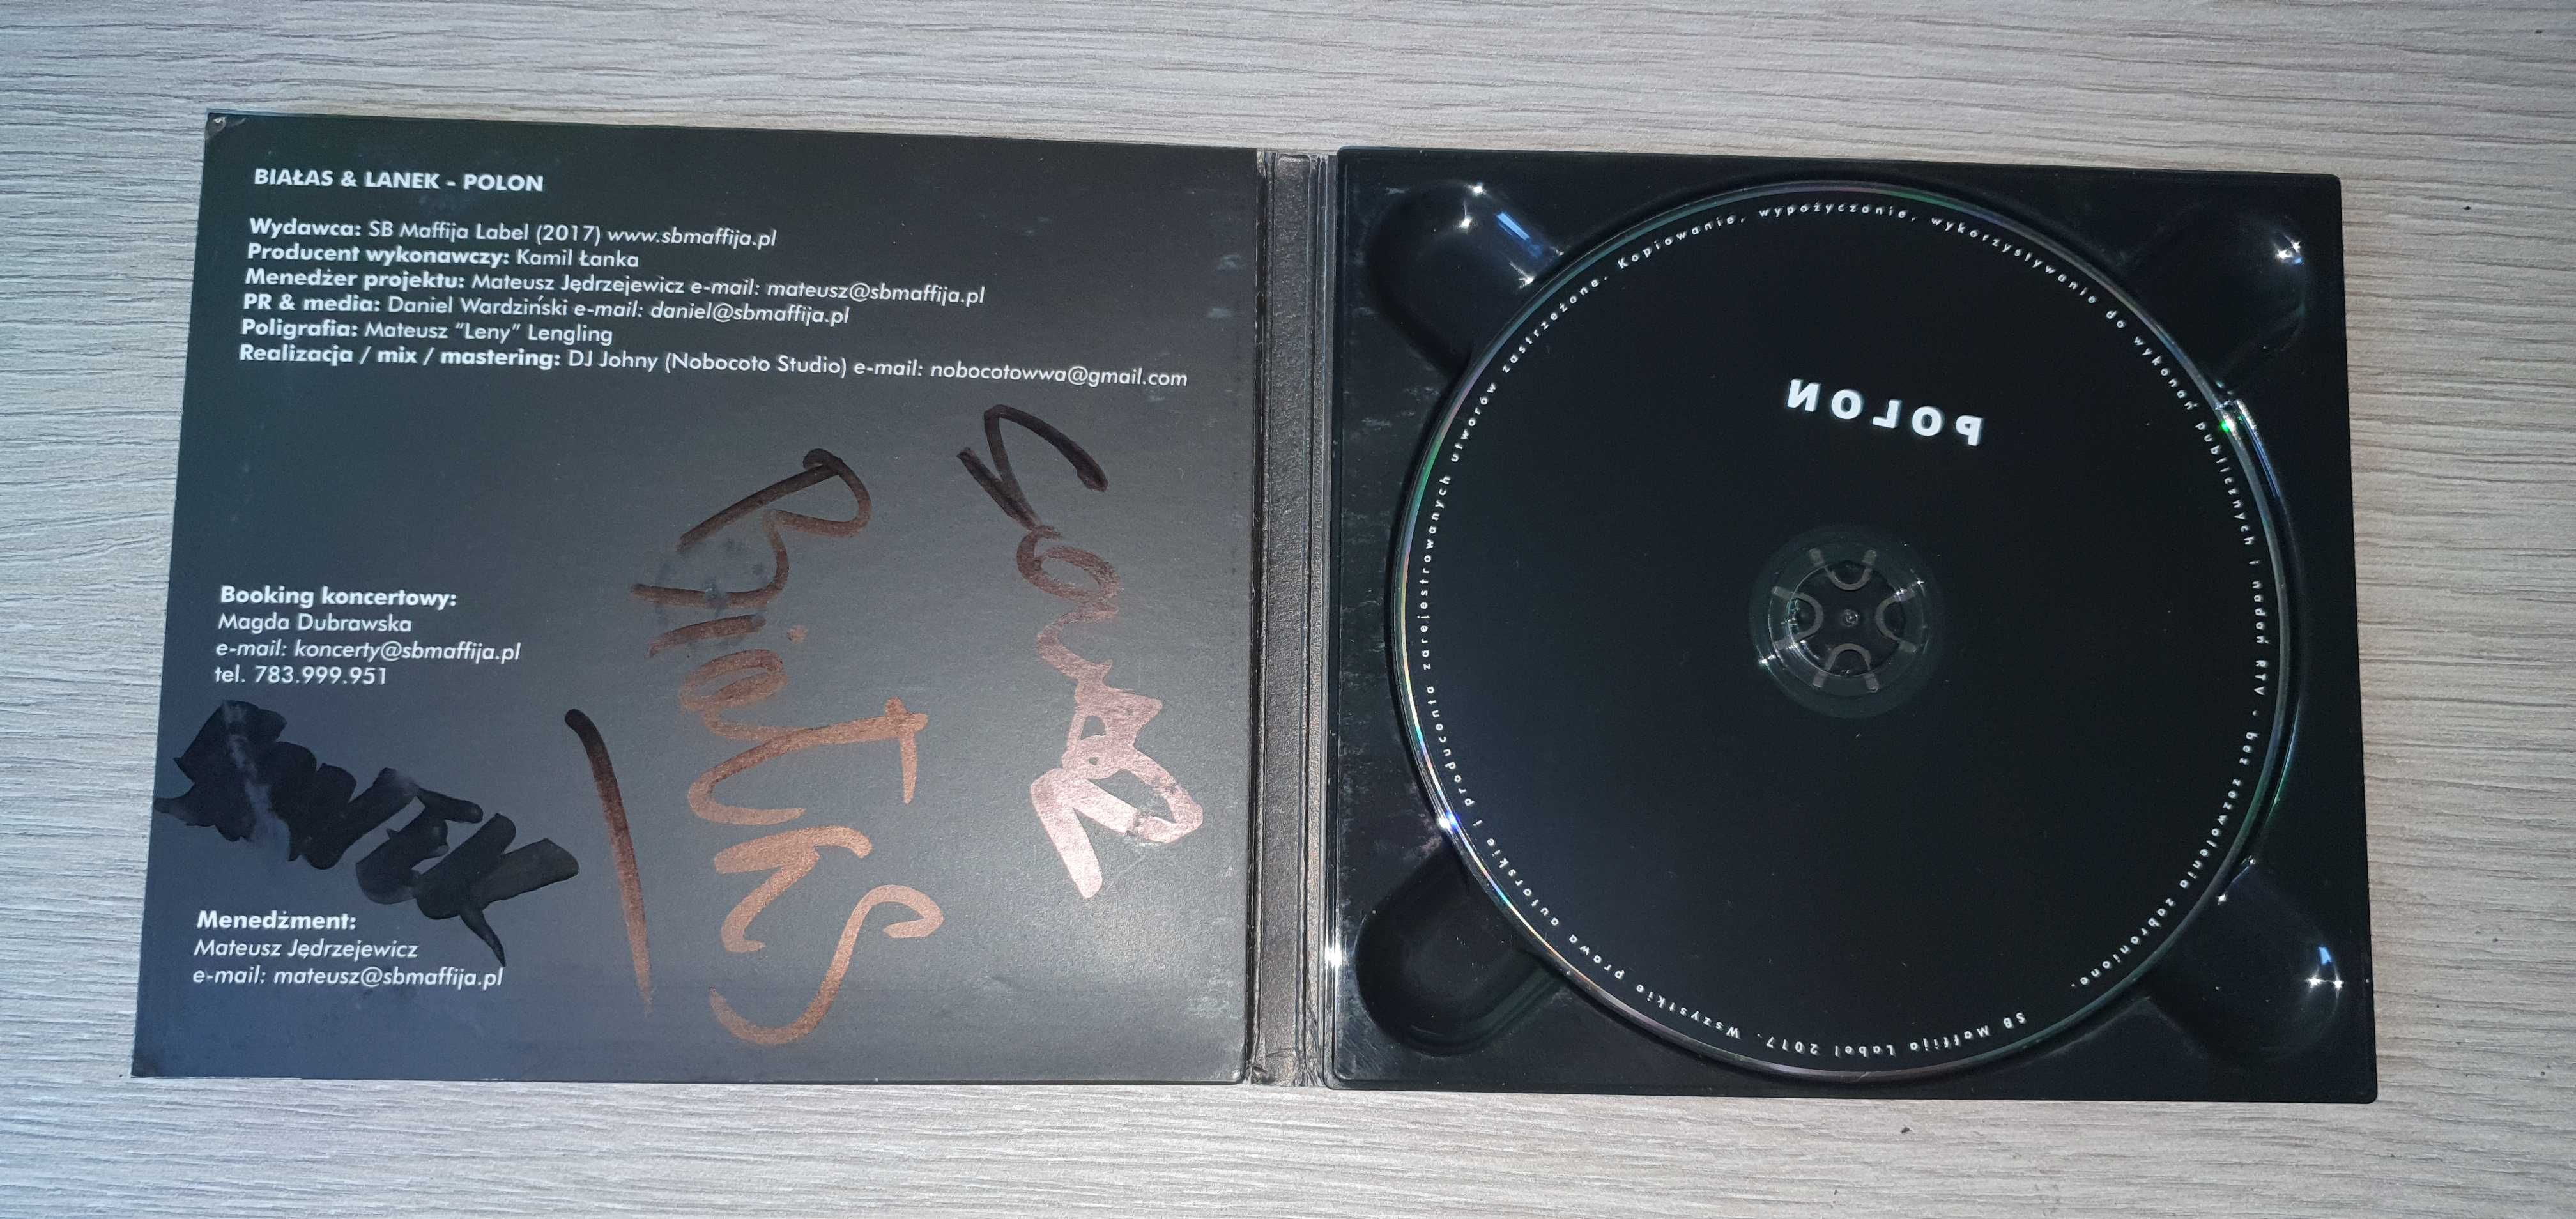 BIAŁAS & LANEK - POLON
Wydawca: SB Maffija Label (2017) www.sbmaffija.pl
Producent wykonawczy: Kamil Łanka
Menedżer projektu: Mateusz Jędrzejewicz e-mail: mateusz@sbmaffija.pl
PR & media: Daniel Wardziński e-mail: daniel@sbmaffija.pl
Poligrafia: Mateusz "Leny" Lengling
Realizacja / mix / mastering: DJ Johny (Nobocoto Studio) e-mail: nobocotowwa@gmail.com
Booking koncertowy:
Magda Dubrawska
e-mail: koncerty@sbmaffija.pl
tel. 783.999.951
Menedżment:
Mateusz Jędrzejewicz
e-mail: mateusz@sbmaffija.pl
Białas
POLON
SB Maffija Label 2017. Wszystkie prawa autorskie i producenta zarejestrowanych utworów zastrzeżone. Kopiowanie, wypożyczanie, wykorzystywanie do wykonań publicznych i nadań RTV - bez zezwolenia zabronione.